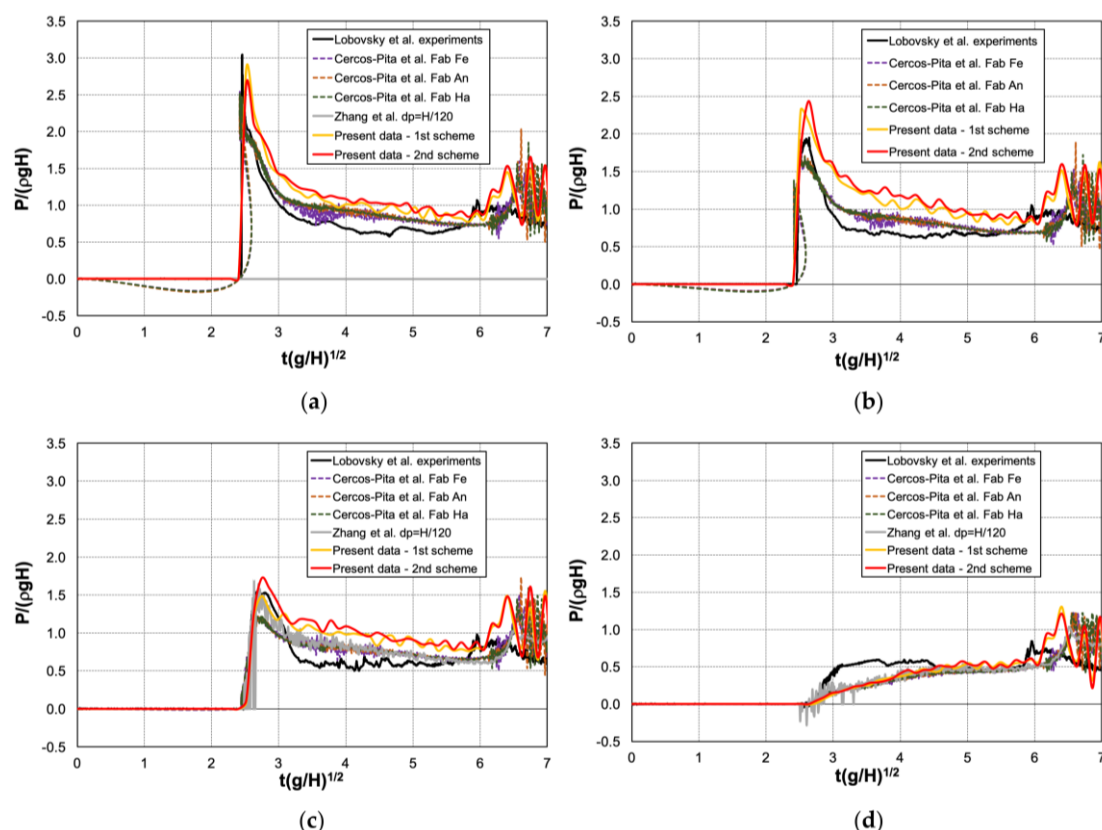 (a)
(b)
3.5
3.0
2.5
2.0
1.5
1.0
0.5
0.0
-0.5
P/(ρgH)
Lobovsky et al. experiments
Cercos-Pita et al. Fab Fe
Cercos-Pita et al. Fab An
Cercos-Pita et al. Fab Ha
Zhang et al. dp=H/120
Present data - 1st scheme
Present data - 2nd scheme
0 1 2 3 4 5 6 7
t(g/H)1/2
3.5
3.0
2.5
2.0
1.5
1.0
0.5
0.0
-0.5
P/(ρgH)
Lobovsky et al. experiments
Cercos-Pita et al. Fab Fe
Cercos-Pita et al. Fab An
Cercos-Pita et al. Fab Ha
Present data - 1st scheme
Present data - 2nd scheme
0 1 2 3 4 5 6 7
t(g/H)1/2
(a)
(b)
3.5
3.0
2.5
2.0
1.5
1.0
0.5
0.0
-0.5
P/(ρgH)
Lobovsky et al. experiments
Cercos-Pita et al. Fab Fe
Cercos-Pita et al. Fab An
Cercos-Pita et al. Fab Ha
Zhang et al. dp=H/120
Present data - 1st scheme
Present data - 2nd scheme
0 1 2 3 4 5 6 7
t(g/H)1/2
3.5
3.0
2.5
2.0
1.5
1.0
0.5
0.0
-0.5
P/(ρgH)
Lobovsky et al. experiments
Cercos-Pita et al. Fab Fe
Cercos-Pita et al. Fab An
Cercos-Pita et al. Fab Ha
Zhang et al. dp=H/120
Present data - 1st scheme
Present data - 2nd scheme
0 1 2 3 4 5 6 7
t(g/H)1/2
(c)
(d)